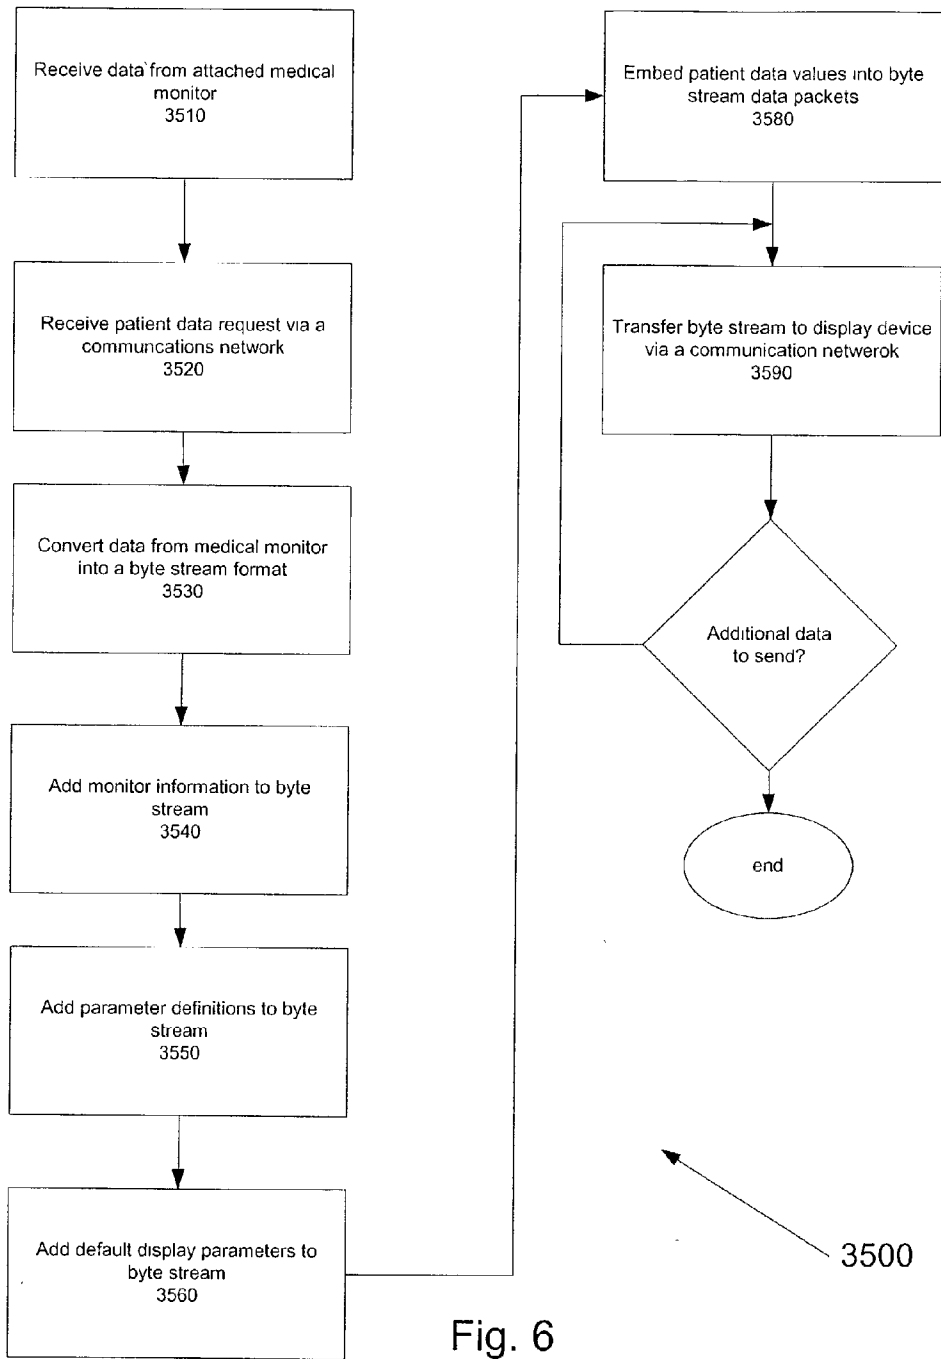 Receive data from attached medical
monitor
3510
Receive patient data request via a
communcations network
3520
Convert data from medical monitor
into a byte stream format
3530
Add monitor information to byte
stream
3540
Add parameter definitions to byte
stream
3550
Add default display parameters to
byte stream
3560
Embed patient data values into byte
stream data packets
3580
Transfer byte stream to display device
via a communication netwerok
3590
Additional data
to send?
end
3500
Fig. 6